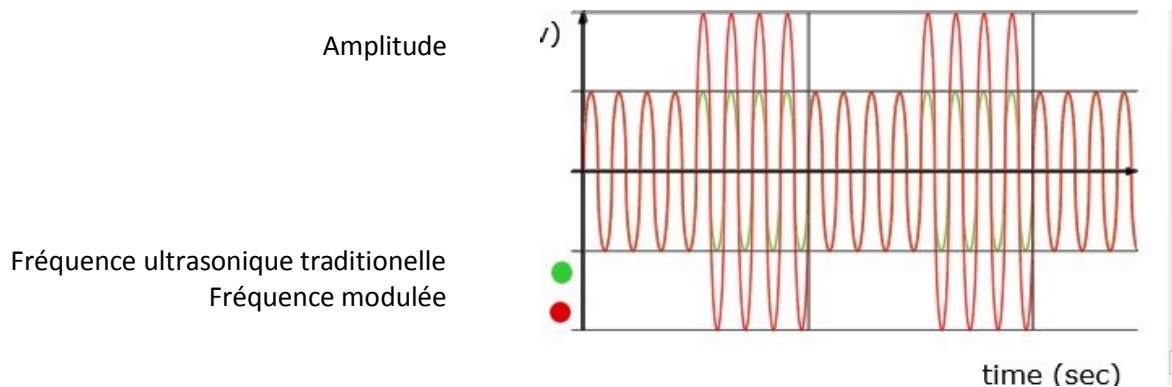 Amplitude
v)
Fréquence ultrasonique traditionelle
Fréquence modulée
time (sec)